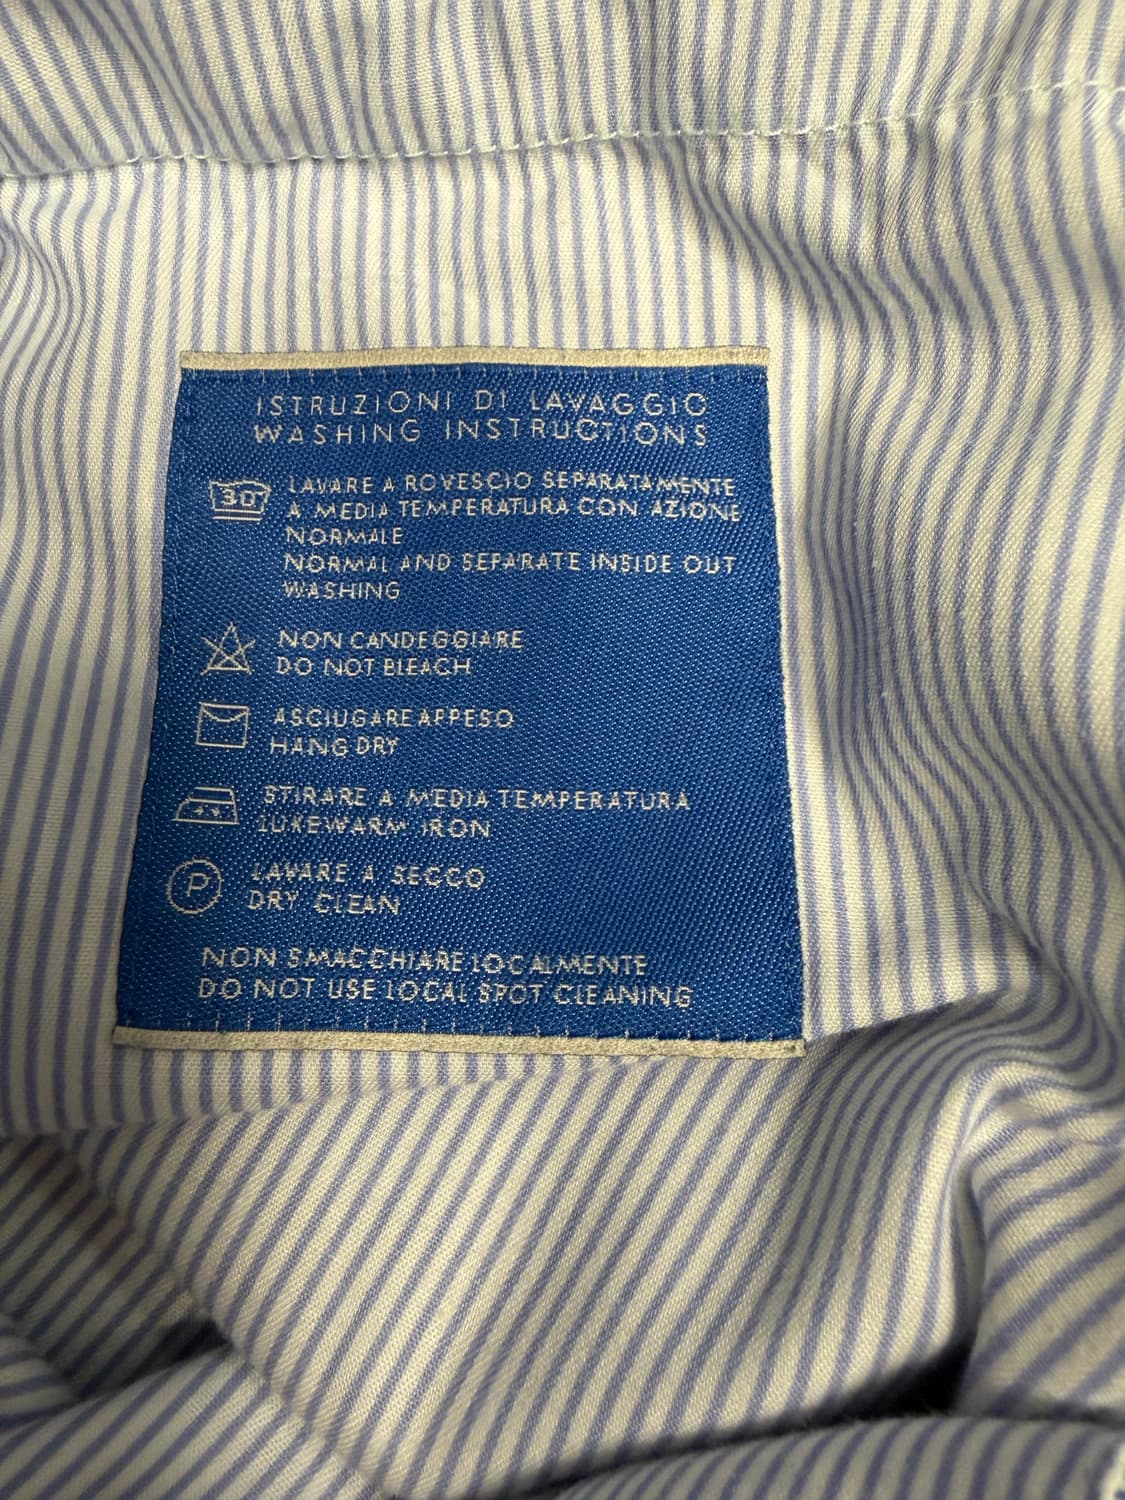 ISTRUZIONI DI LAVAGGIO
WASHING INSTRUCTIONS
30° LAVARE A ROVESCIO SEPARATAMENTE
A MEDIA TEMPERATURA CON AZIONE
NORMALE
NORMAL AND SEPARATE INSIDE OUT
WASHING
NON CANDEGGIARE
DO NOT BLEACH
ASCIUGARE APPESO
HANG DRY
STIRARE A MEDIA TEMPERATURA
LUKEWARM IRON
P LAVARE A SECCO
DRY CLEAN
NON SMACCHIARE LOCALMENTE
DO NOT USE LOCAL SPOT CLEANING